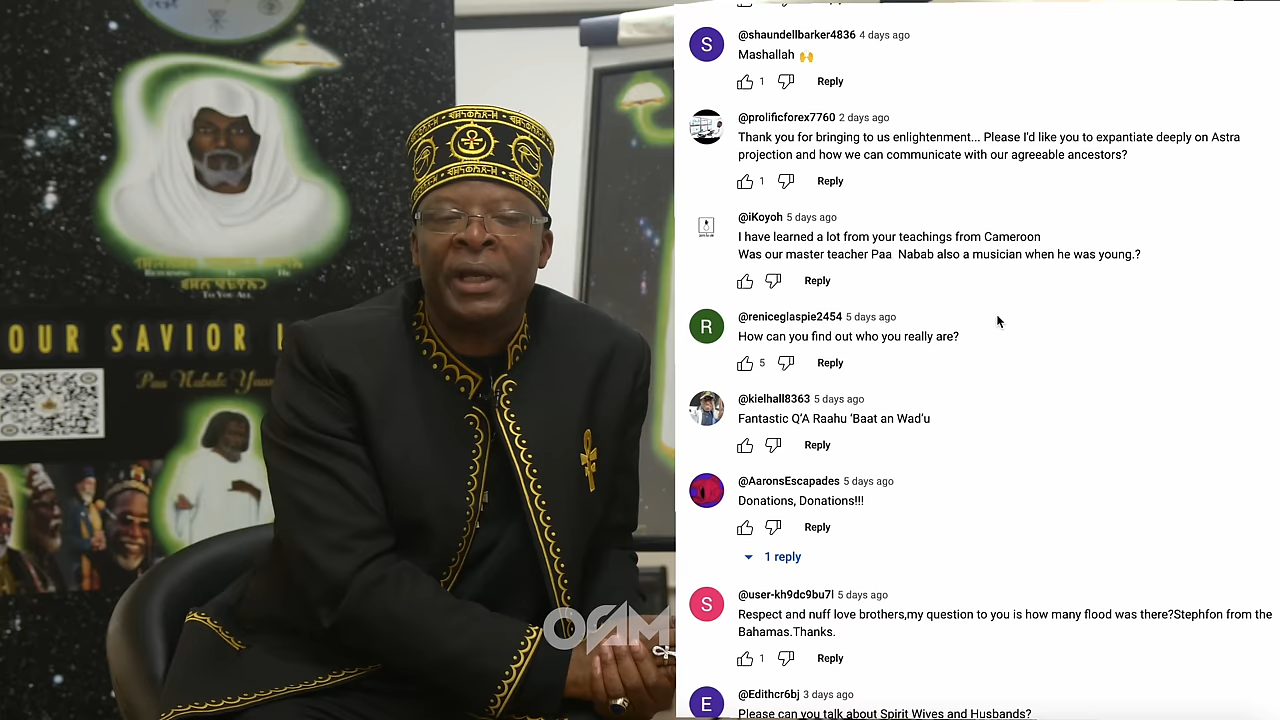 RETURNING IS HE
TO YOU ALL
OUR SAVIOR
OAM
@shaundellbarker4836 4 days ago
Mashallah 🙌
1 Reply
@prolificforex7760 2 days ago
Thank you for bringing to us enlightenment... Please I'd like you to expantiate deeply on Astra
projection and how we can communicate with our agreeable ancestors?
1 Reply
@iKoyoh 5 days ago
I have learned a lot from your teachings from Cameroon
Was our master teacher Paa Nabab also a musician when he was young.?
Reply
R
@reniceglaspie2454 5 days ago
How can you find out who you really are?
5 Reply
@kielhall8363 5 days ago
Fantastic Q'A Raahu 'Baat an Wad'u
Reply
@AaronsEscapades 5 days ago
Donations, Donations!!!
Reply
1 reply
S
@user-kh9dc9bu7l 5 days ago
Respect and nuff love brothers,my question to you is how many flood was there?Stephfon from the
Bahamas.Thanks.
1 Reply
E
@Edithcr6bj 3 days ago
Please can you talk about Spirit Wives and Husbands?